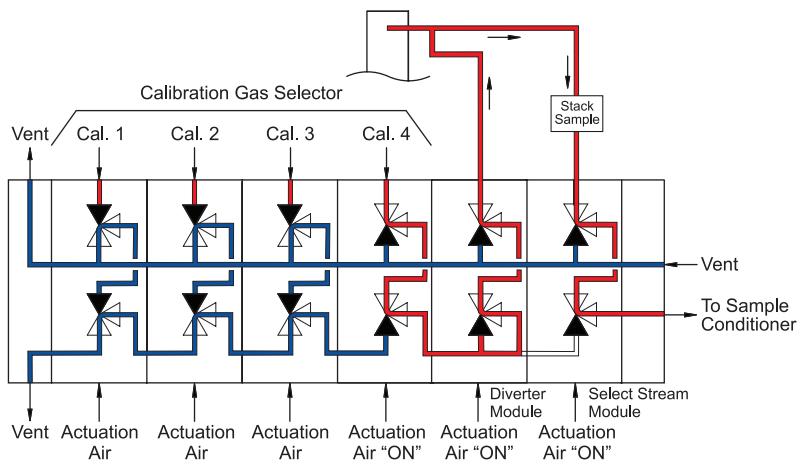 Calibration Gas Selector
Stack
Sample
Vent
Cal. 1
Cal. 2
Cal. 3
Cal. 4
Vent
To Sample
Conditioner
Diverter
Module
Select Stream
Module
Vent
Actuation
Air
Actuation
Air
Actuation
Air
Actuation
Air “ON”
Actuation
Air “ON”
Actuation
Air “ON”